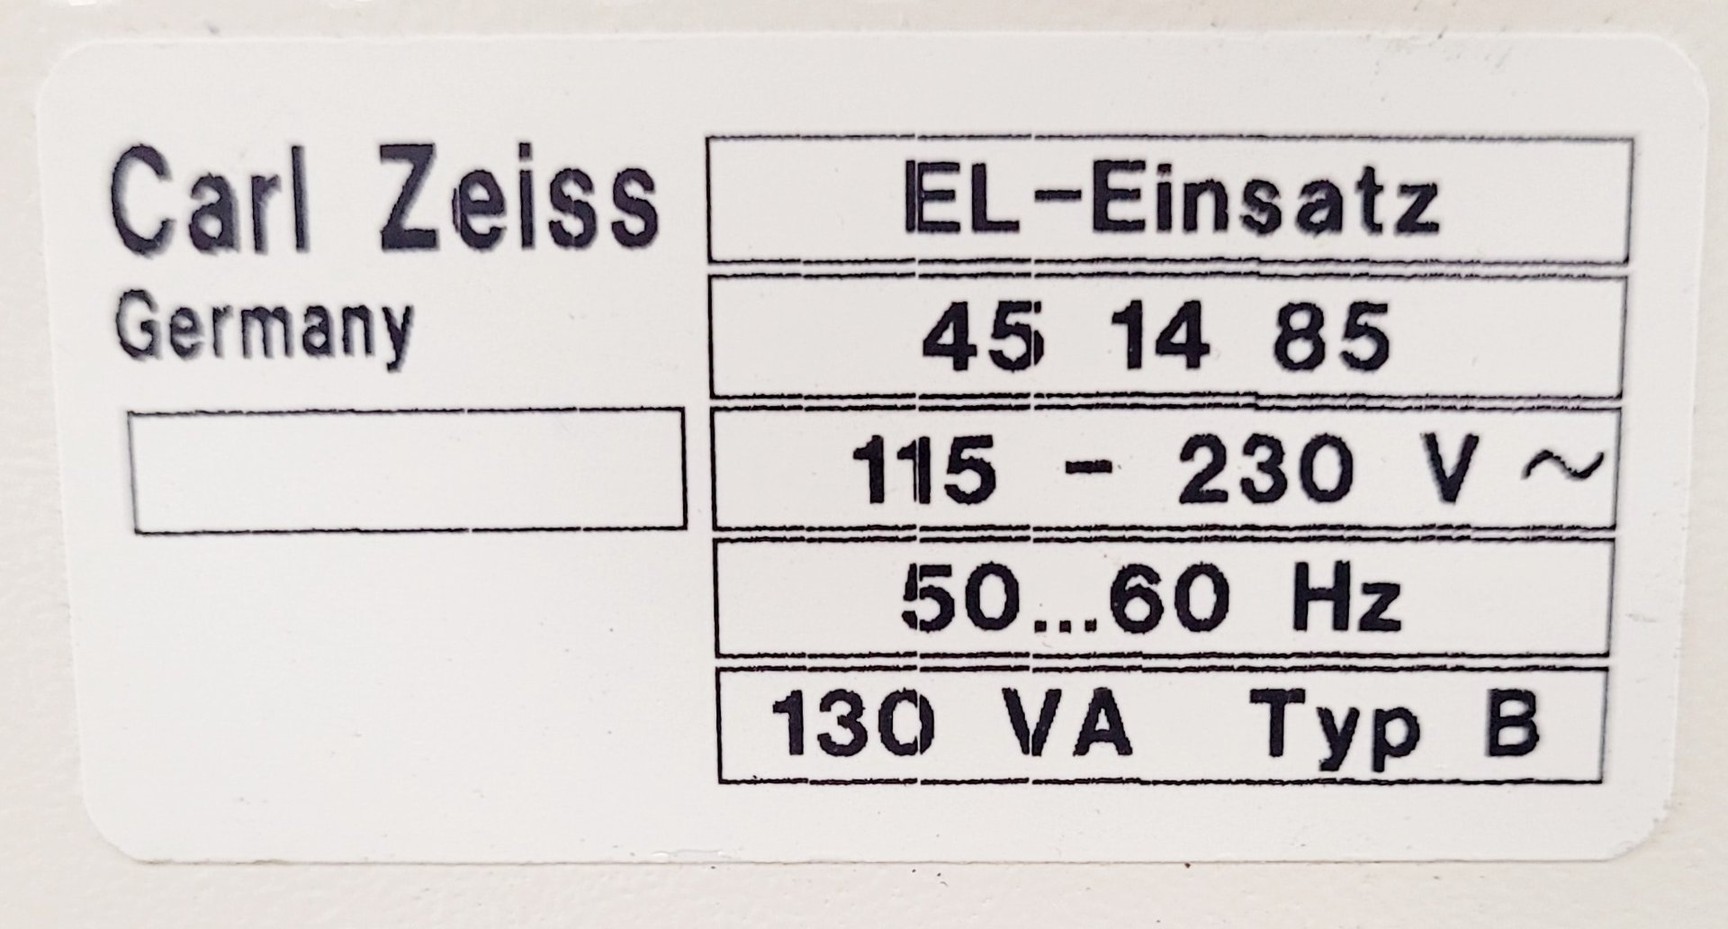 Carl Zeiss
Germany
EL-Einsatz
45 14 85
115 - 230 V ~
50...60 Hz
130 VA Typ B